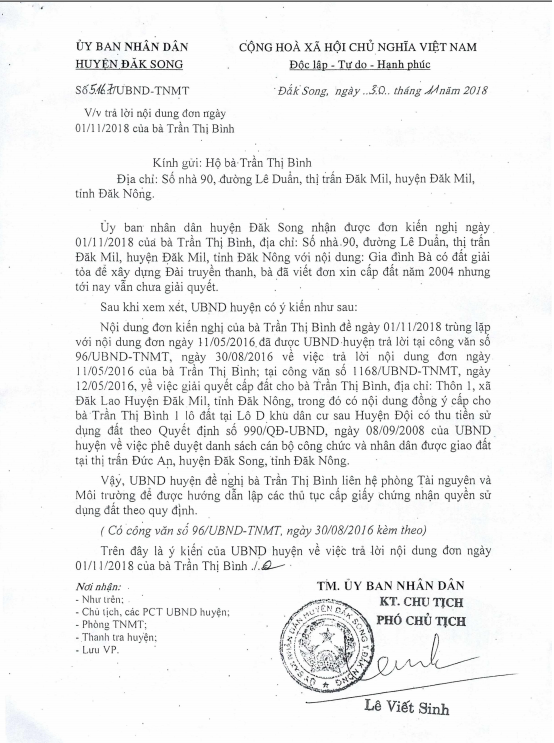 ỦY BAN NHÂN DÂN
HUYỆN ĐĂK SONG
CỘNG HOÀ XÃ HỘI CHỦ NGHĨA VIỆT NAM
Độc lập - Tự do - Hạnh phúc
Số /UBND-TNMT
Đắk Song, ngày ..30.. tháng 11 năm 2018
V/v trả lời nội dung đơn ngày
01/11/2018 của bà Trần Thị Bình
Kính gửi: Hộ bà Trần Thị Bình
Địa chỉ: Số nhà 90, đường Lê Duẩn, thị trấn Đăk Mil, huyện Đăk Mil,
tỉnh Đăk Nông.
Ủy ban nhân dân huyện Đăk Song nhận được đơn kiến nghị ngày
01/11/2018 của bà Trần Thị Bình, địa chỉ: Số nhà 90, đường Lê Duẩn, thị trấn
Đăk Mil, huyện Đăk Mil, tỉnh Đăk Nông với nội dung: Gia đình Bà có đất giải
tỏa để xây dựng Đài truyền thanh, bà đã viết đơn xin cấp đất năm 2004 nhưng
tới nay vẫn chưa giải quyết.
Sau khi xem xét, UBND huyện có ý kiến như sau:
Nội dung đơn kiến nghị của bà Trần Thị Bình đề ngày 01/11/2018 trùng lặp
với nội dung đơn ngày 11/05/2016 đã được UBND huyện trả lời tại công văn số
96/UBND-TNMT, ngày 30/08/2016 về việc trả lời nội dung đơn ngày
11/05/2016 của bà Trần Thị Bình; tại công văn số 1168/UBND-TNMT, ngày
12/05/2016, về việc giải quyết cấp đất cho bà Trần Thị Bình, địa chỉ: Thôn 1, xã
Đăk Lao Huyện Đăk Mil, tỉnh Đăk Nông, trong đó có nội dung đồng ý cấp cho
bà Trần Thị Bình 1 lô đất tại Lô D khu dân cư sau Huyện Đội có thu tiền sử
dụng đất theo Quyết định số 990/QĐ-UBND, ngày 08/09/2008 của UBND
huyện về việc phê duyệt danh sách cán bộ công chức và nhân dân được giao đất
tại thị trấn Đức An, huyện Đăk Song, tỉnh Đăk Nông.
Vậy, UBND huyện đề nghị bà Trần Thị Bình liên hệ phòng Tài nguyên và
Môi trường để được hướng dẫn lập các thủ tục cấp giấy chứng nhận quyền sử
dụng đất theo quy định.
( Có công văn số 96/UBND-TNMT, ngày 30/08/2016 kèm theo)
Trên đây là ý kiến của UBND huyện về việc trả lời nội dung đơn ngày
01/11/2018 của bà Trần Thị Bình ./.
Nơi nhận:
- Như trên;
- Chủ tịch, các PCT UBND huyện;
- Phòng TNMT;
- Thanh tra huyện;
- Lưu VP.
TM. ỦY BAN NHÂN DÂN
KT. CHỦ TỊCH
PHÓ CHỦ TỊCH
ỦY BAN NHÂN DÂN HUYỆN ĐĂK SONG T.ĐĂK NÔNG
Lê Viết Sinh